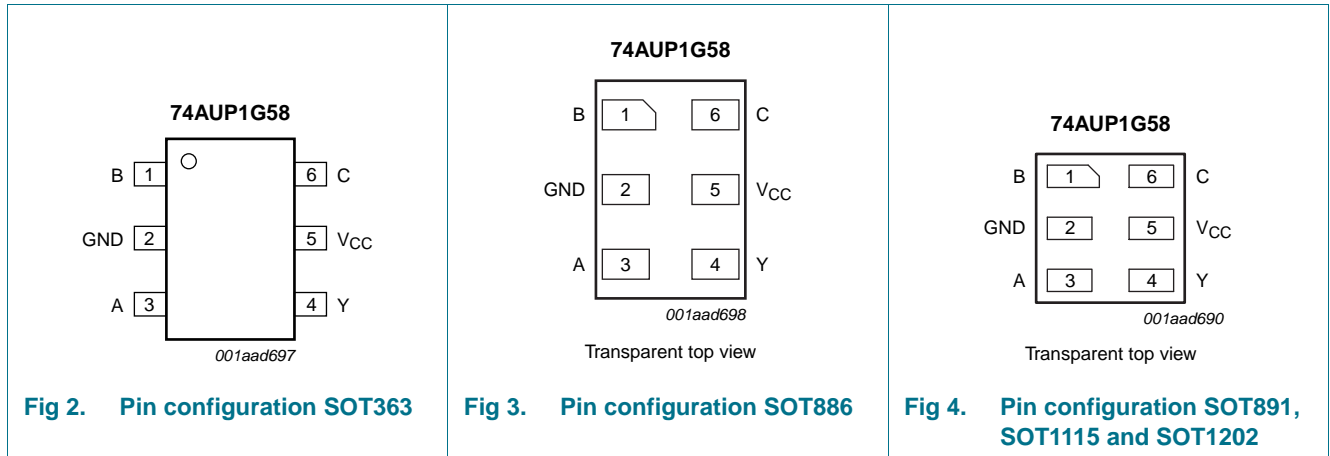 74AUP1G58
B 1 6 C
GND 2 5 VCC
A 3 4 Y
001aad697
Fig 2. Pin configuration SOT363
74AUP1G58
B 1 6 C
GND 2 5 VCC
A 3 4 Y
001aad698
Transparent top view
Fig 3. Pin configuration SOT886
74AUP1G58
B 1 6 C
GND 2 5 VCC
A 3 4 Y
001aad690
Transparent top view
Fig 4. Pin configuration SOT891,
SOT1115 and SOT1202